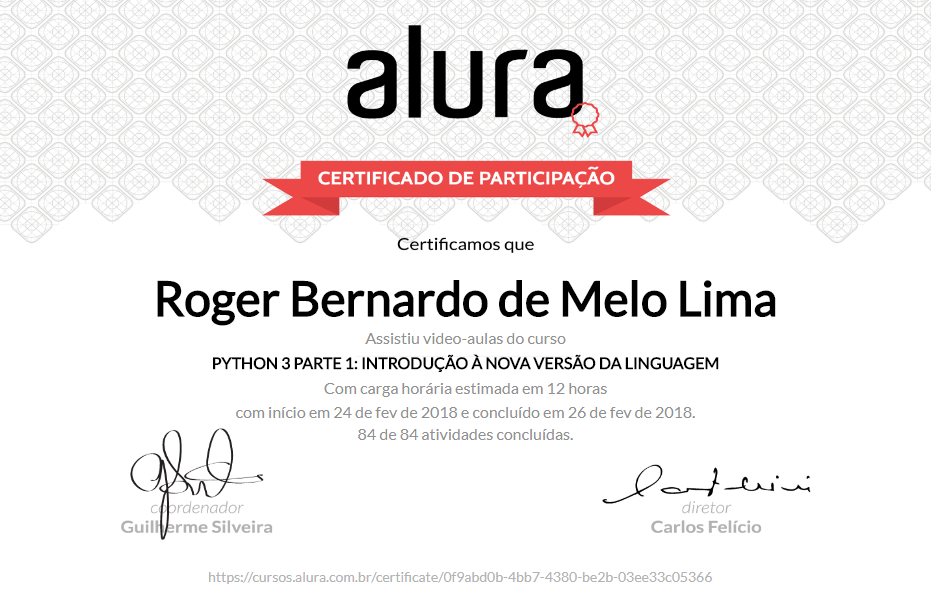 alura
CERTIFICADO DE PARTICIPAÇÃO
Certificamos que
Roger Bernardo de Melo Lima
Assistiu video-aulas do curso
PYTHON 3 PARTE 1: INTRODUÇÃO À NOVA VERSÃO DA LINGUAGEM
Com carga horária estimada em 12 horas
com início em 24 de fev de 2018 e concluído em 26 de fev de 2018.
84 de 84 atividades concluídas.
coordenador
Guilherme Silveira
diretor
Carlos Felício
https://cursos.alura.com.br/certificate/0f9abd0b-4bb7-4380-be2b-03ee33c05366